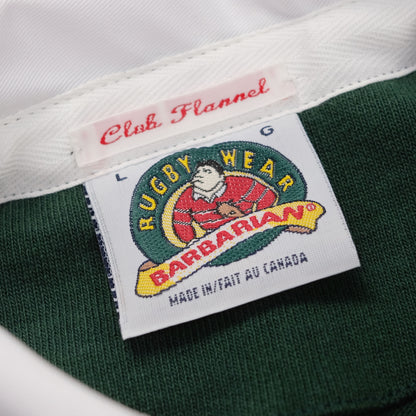 Club Flannel
L G
RUGBY WEAR
BARBARIAN®
MADE IN/FAIT AU CANADA